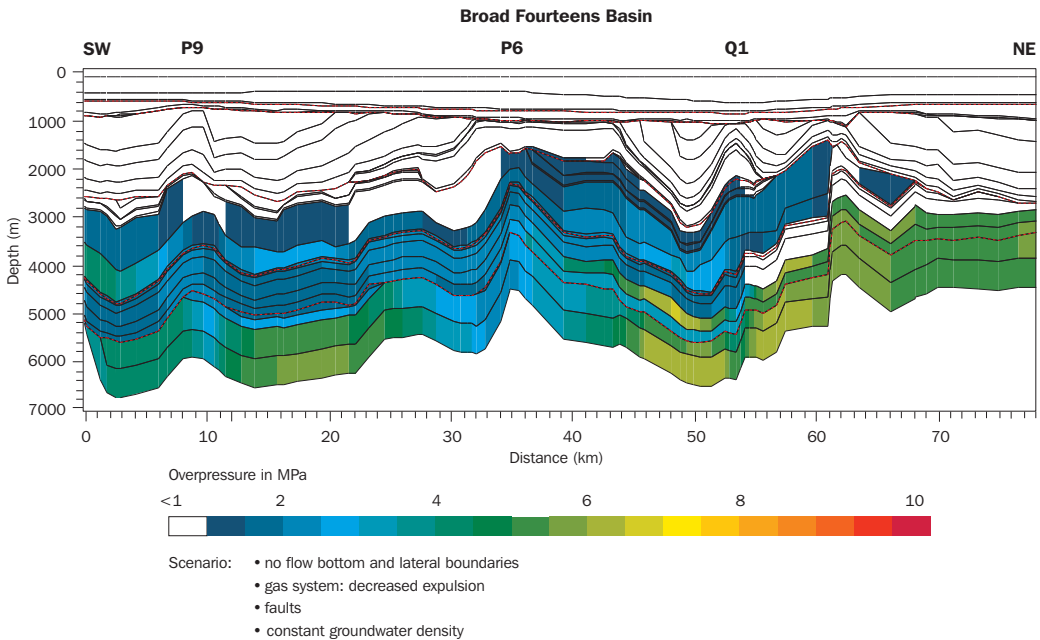 Broad Fourteens Basin
SW P9 P6 Q1 NE
0
1000
2000
3000
4000
5000
6000
7000
Depth (m)
0 10 20 30 40 50 60 70
Distance (km)
Overpressure in MPa
<1 2 4 6 8 10
Scenario: • no flow bottom and lateral boundaries
• gas system: decreased expulsion
• faults
• constant groundwater density